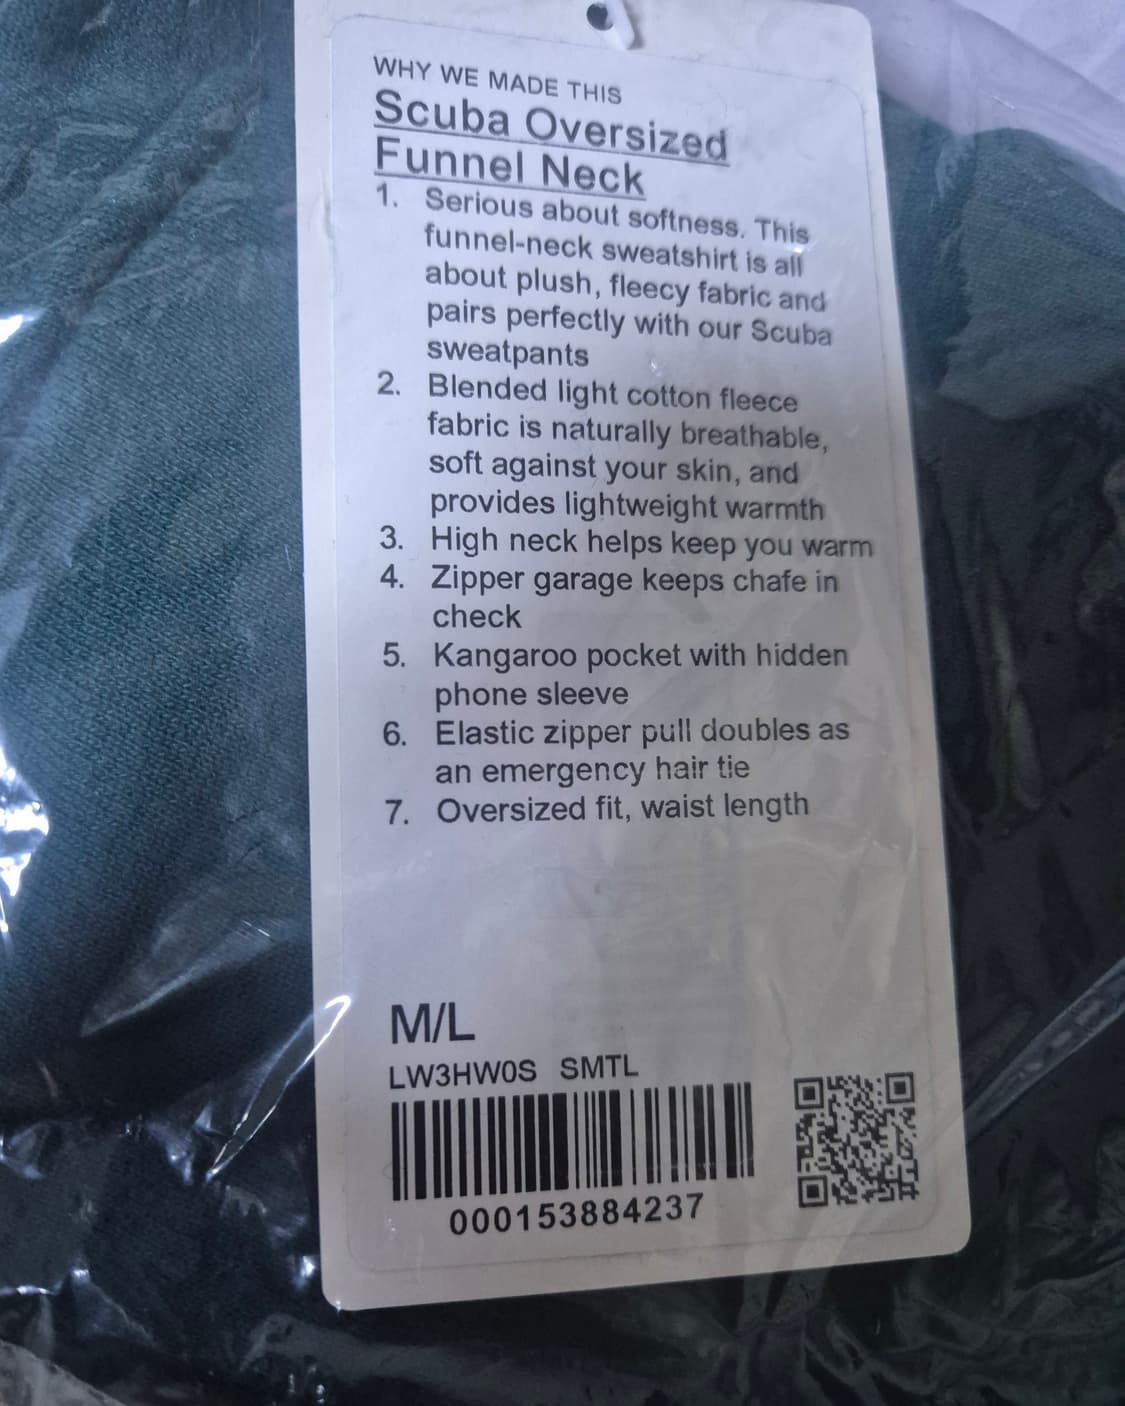 WHY WE MADE THIS
Scuba Oversized
Funnel Neck
1. Serious about softness. This
funnel-neck sweatshirt is all
about plush, fleecy fabric and
pairs perfectly with our Scuba
sweatpants
2. Blended light cotton fleece
fabric is naturally breathable,
soft against your skin, and
provides lightweight warmth
3. High neck helps keep you warm
4. Zipper garage keeps chafe in
check
5. Kangaroo pocket with hidden
phone sleeve
6. Elastic zipper pull doubles as
an emergency hair tie
7. Oversized fit, waist length
M/L
LW3HW0S SMTL
000153884237